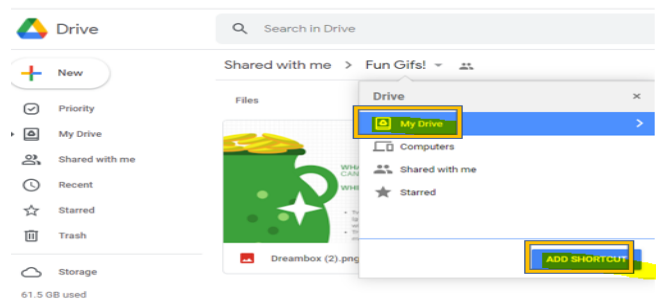 Drive
Search in Drive
New
Priority
My Drive
Shared with me
Recent
Starred
Trash
Storage
61.5 GB used
Shared with me > Fun Gifs!
Files
Dreambox (2).png
Drive ×
My Drive
Computers
Shared with me
Starred
ADD SHORTCUT